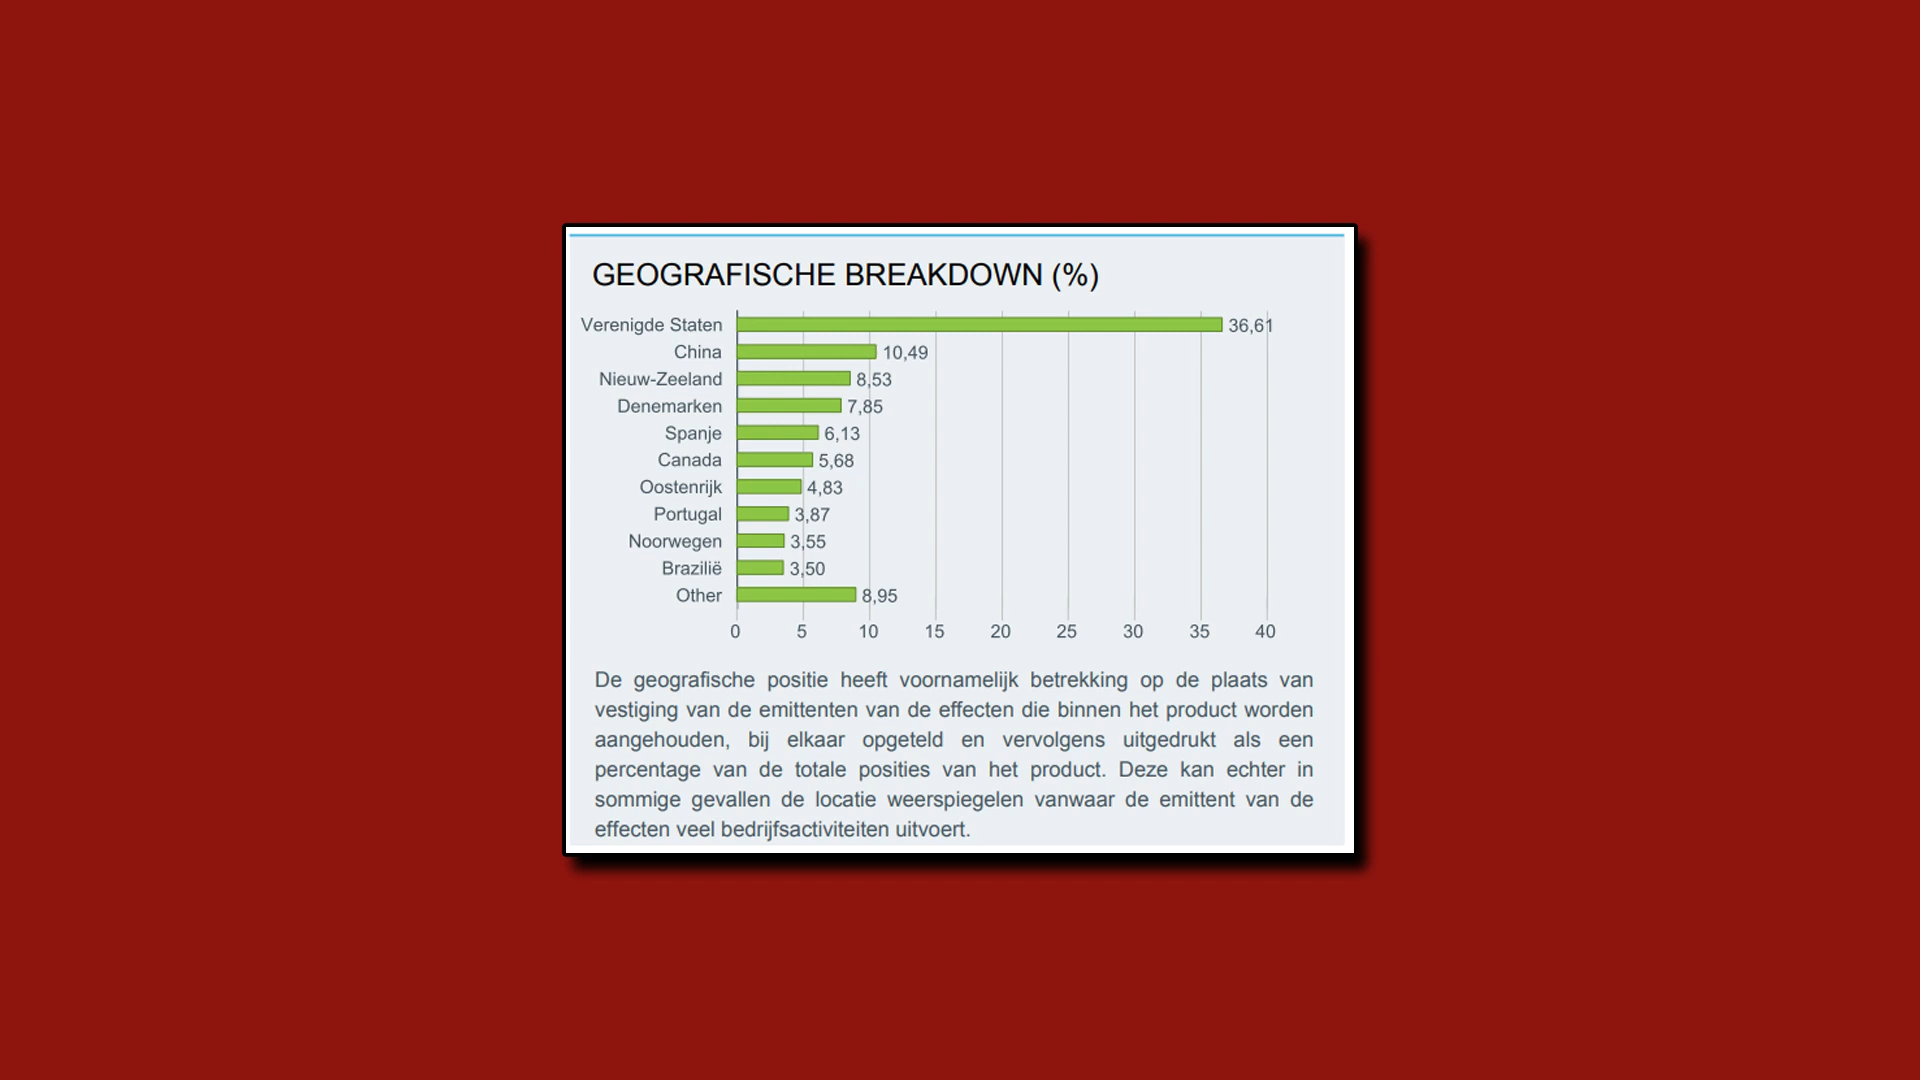 GEOGRAFISCHE BREAKDOWN (%)
Verenigde Staten 36,61
China 10,49
Nieuw-Zeeland 8,53
Denemarken 7,85
Spanje 6,13
Canada 5,68
Oostenrijk 4,83
Portugal 3,87
Noorwegen 3,55
Brazilië 3,50
Other 8,95
0 5 10 15 20 25 30 35 40
De geografische positie heeft voornamelijk betrekking op de plaats van
vestiging van de emittenten van de effecten die binnen het product worden
aangehouden, bij elkaar opgeteld en vervolgens uitgedrukt als een
percentage van de totale posities van het product. Deze kan echter in
sommige gevallen de locatie weerspiegelen vanwaar de emittent van de
effecten veel bedrijfsactiviteiten uitvoert.